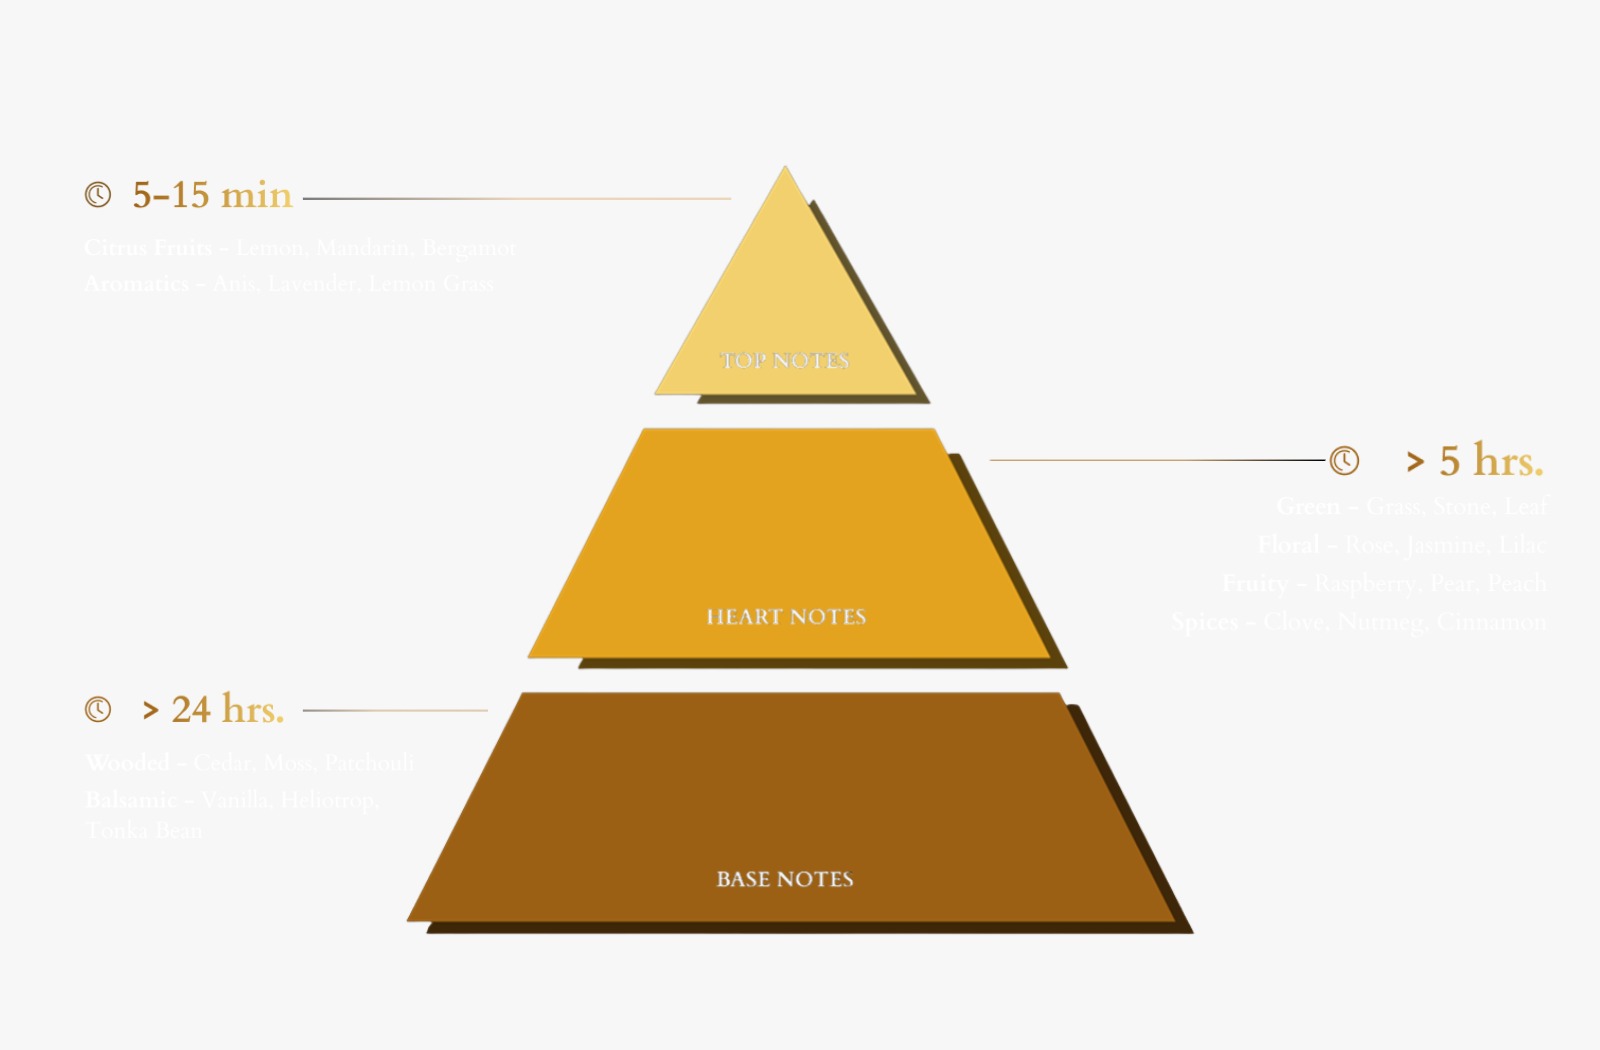 5-15 min
Citrus Fruits - Lemon, Mandarin, Bergamot
Aromatics - Anis, Lavender, Lemon Grass
TOP NOTES
> 5 hrs.
Green - Grass, Stone, Leaf
Floral - Rose, Jasmine, Lilac
Fruity - Raspberry, Pear, Peach
Spices - Clove, Nutmeg, Cinnamon
HEART NOTES
> 24 hrs.
Wooded - Cedar, Moss, Patchouli
Balsamic - Vanilla, Heliotrop,
Tonka Bean
BASE NOTES